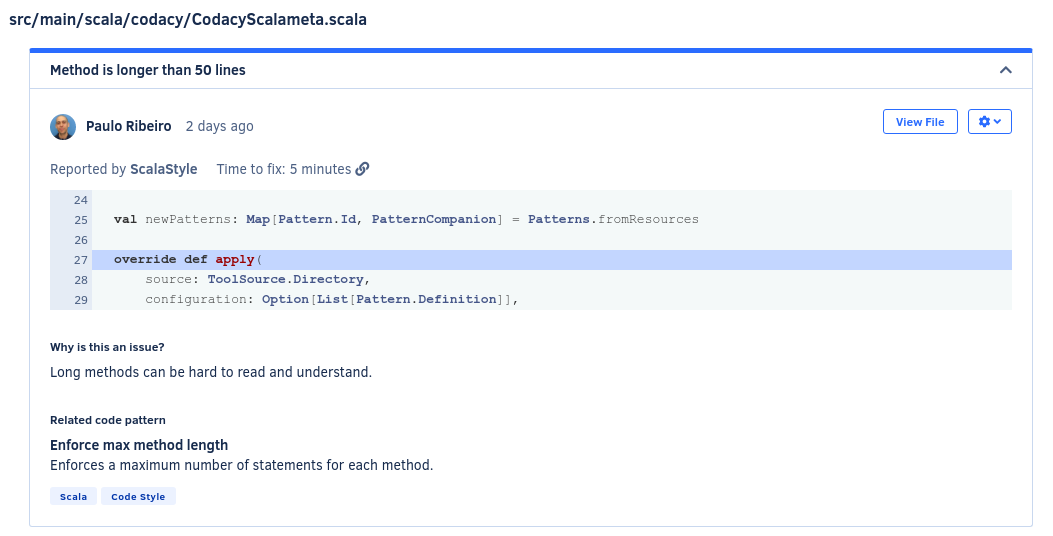 src/main/scala/codacy/CodacyScalameta.scala
Method is longer than 50 lines
Paulo Ribeiro 2 days ago
View File
Reported by ScalaStyle Time to fix: 5 minutes
24
25 val newPatterns: Map[Pattern.Id, PatternCompanion] = Patterns.fromResources
26
27 override def apply(
28 source: ToolSource.Directory,
29 configuration: Option[List[Pattern.Definition]],
Why is this an issue?
Long methods can be hard to read and understand.
Related code pattern
Enforce max method length
Enforces a maximum number of statements for each method.
Scala Code Style